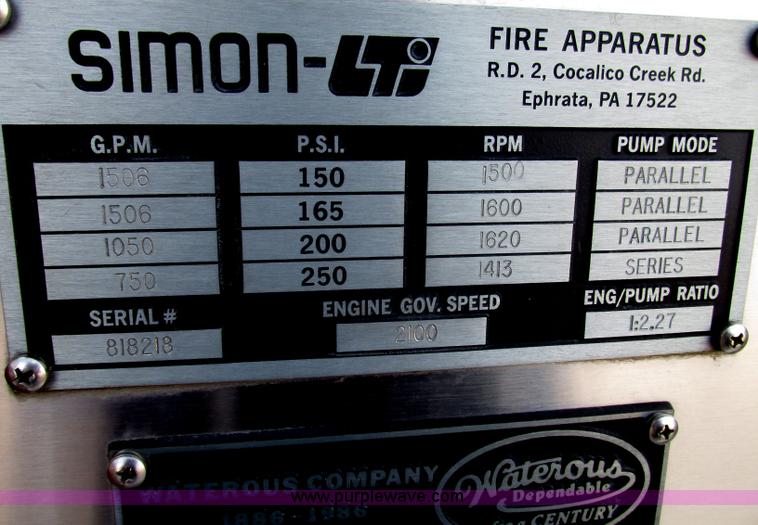 SIMON-LTi
FIRE APPARATUS
R.D. 2, Cocalico Creek Rd.
Ephrata, PA 17522
G.P.M. P.S.I. RPM PUMP MODE
1506 150 1500 PARALLEL
1506 165 1600 PARALLEL
1050 200 1620 PARALLEL
750 250 1413 SERIES
SERIAL # ENGINE GOV. SPEED ENG/PUMP RATIO
818218 2100 1:2.27
WATEROUS COMPANY
1886-1986
Waterous
Dependable
CENTURY
www.purplewave.com